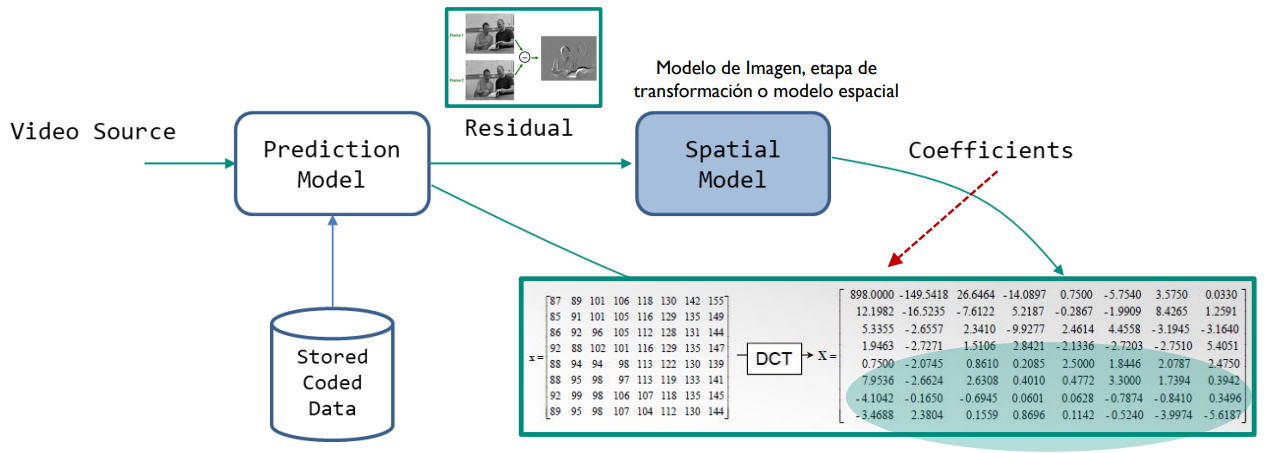 Frame 1
Frame 2
Modelo de Imagen, etapa de
transformación o modelo espacial
Video Source
Prediction
Model
Residual
Spatial
Model
Coefficients
Stored
Coded
Data
x =
87 89 101 106 118 130 142 155
85 91 101 105 116 129 135 149
86 92 96 105 112 128 131 144
92 88 102 101 116 129 135 147
88 94 94 98 113 122 130 139
88 95 98 97 113 119 133 141
92 99 98 106 107 118 135 145
89 95 98 107 104 112 130 144
DCT
X =
898.0000 -149.5418 26.6464 -14.0897 0.7500 -5.7540 3.5750 0.0330
12.1982 -16.5235 -7.6122 5.2187 -0.2867 -1.9909 8.4265 1.2591
5.3355 -2.6557 2.3410 -9.9277 2.4614 4.4558 -3.1945 -3.1640
1.9463 -2.7271 1.5106 2.8421 -2.1336 -2.7203 -2.7510 5.4051
0.7500 -2.0745 0.8610 0.2085 2.5000 1.8446 2.0787 2.4750
7.9536 -2.6624 2.6308 0.4010 0.4772 3.3000 1.7394 0.3942
-4.1042 -0.1650 -0.6945 0.0601 0.0628 -0.7874 -0.8410 0.3496
-3.4688 2.3804 0.1559 0.8696 0.1142 -0.5240 -3.9974 -5.6187